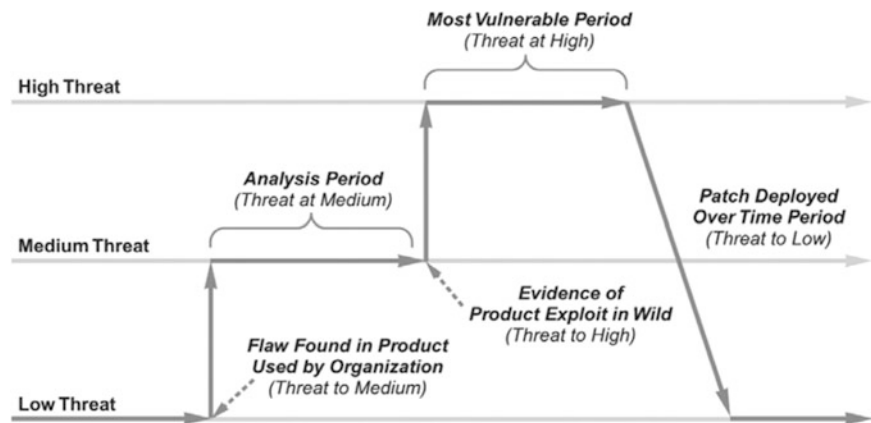 Most Vulnerable Period
(Threat at High)
High Threat
Analysis Period
(Threat at Medium)
Patch Deployed
Over Time Period
(Threat to Low)
Medium Threat
Evidence of
Product Exploit in Wild
(Threat to High)
Flaw Found in Product
Used by Organization
(Threat to Medium)
Low Threat